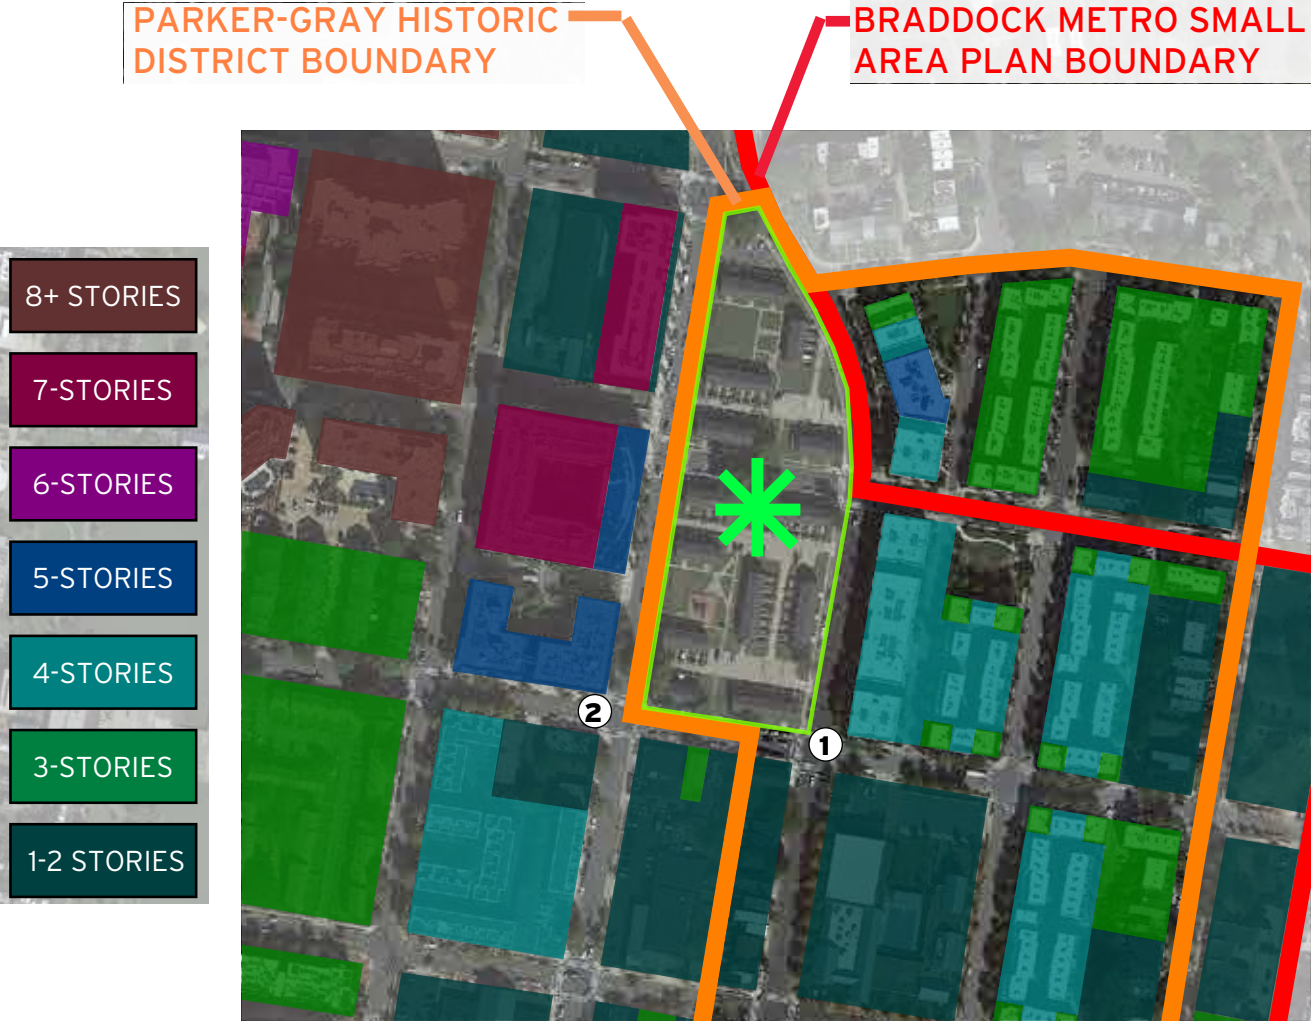 PARKER-GRAY HISTORIC
DISTRICT BOUNDARY
BRADDOCK METRO SMALL
AREA PLAN BOUNDARY
8+ STORIES
7-STORIES
6-STORIES
5-STORIES
4-STORIES
3-STORIES
1-2 STORIES
2
1